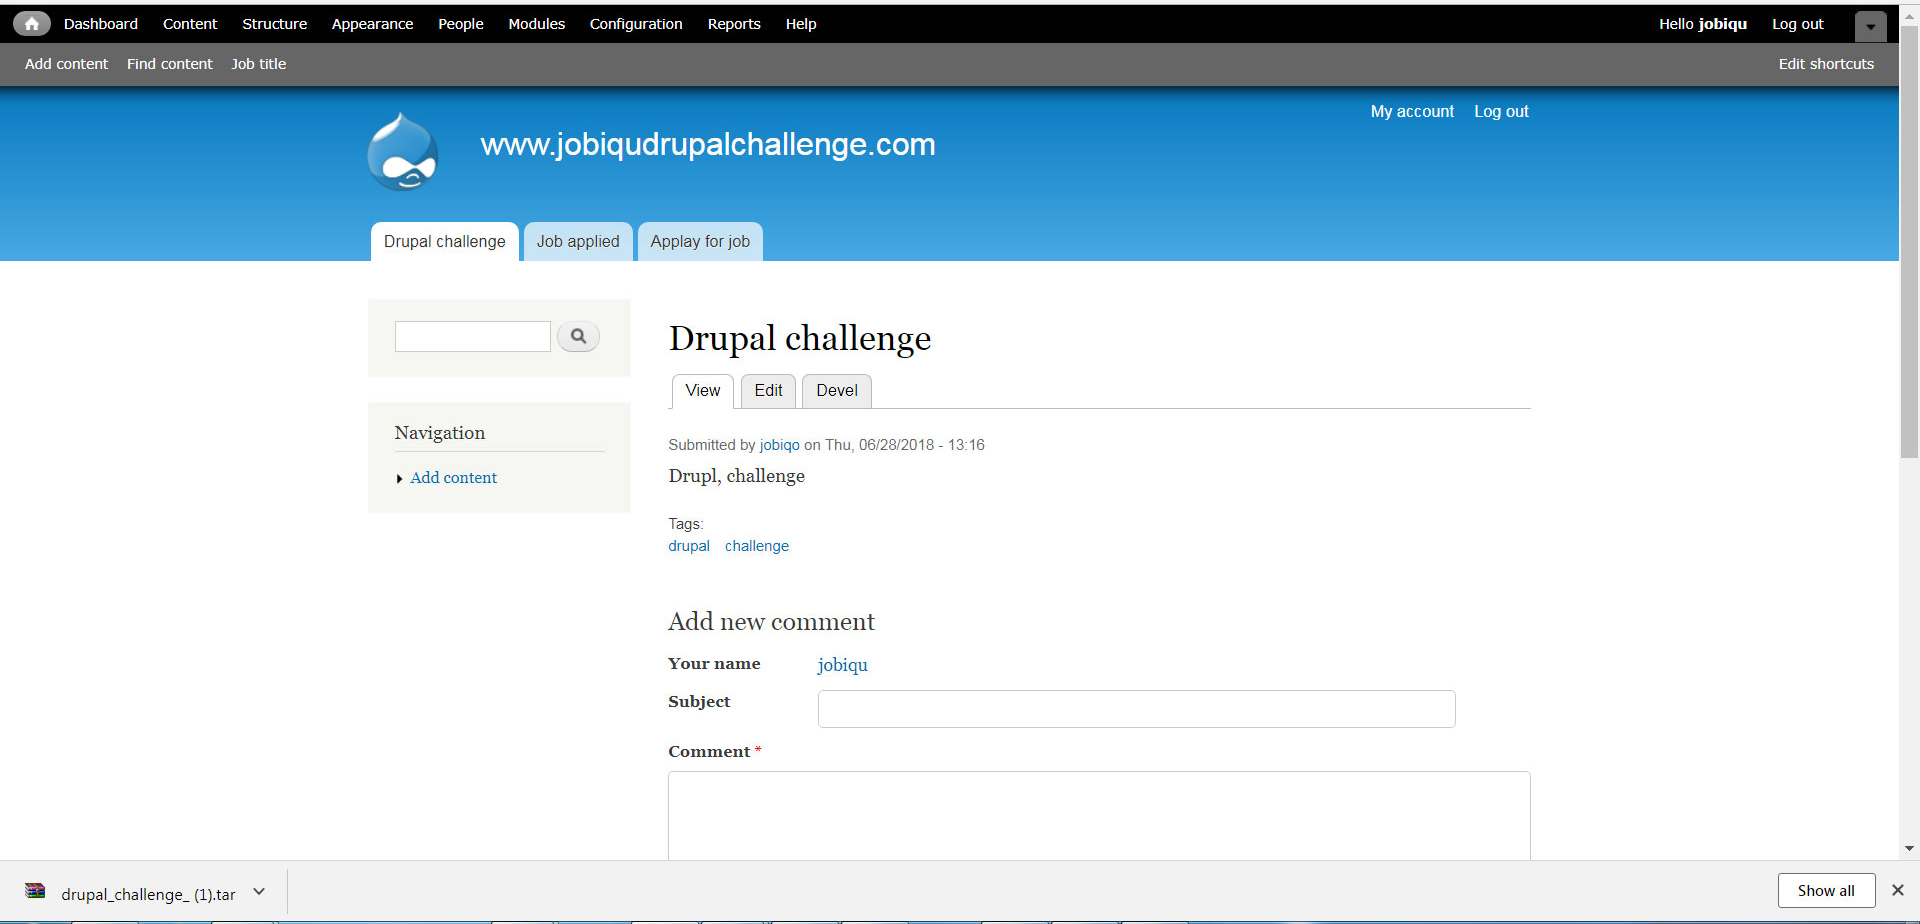 Dashboard Content Structure Appearance People Modules Configuration Reports Help Hello jobiqu Log out
Add content Find content Job title Edit shortcuts
My account Log out
www.jobiqudrupalchallenge.com
Drupal challenge Job applied Applay for job
Drupal challenge
View Edit Devel
Navigation
Add content
Submitted by jobiqo on Thu, 06/28/2018 - 13:16
Drupl, challenge
Tags:
drupal challenge
Add new comment
Your name jobiqu
Subject
Comment *
drupal_challenge_ (1).tar Show all